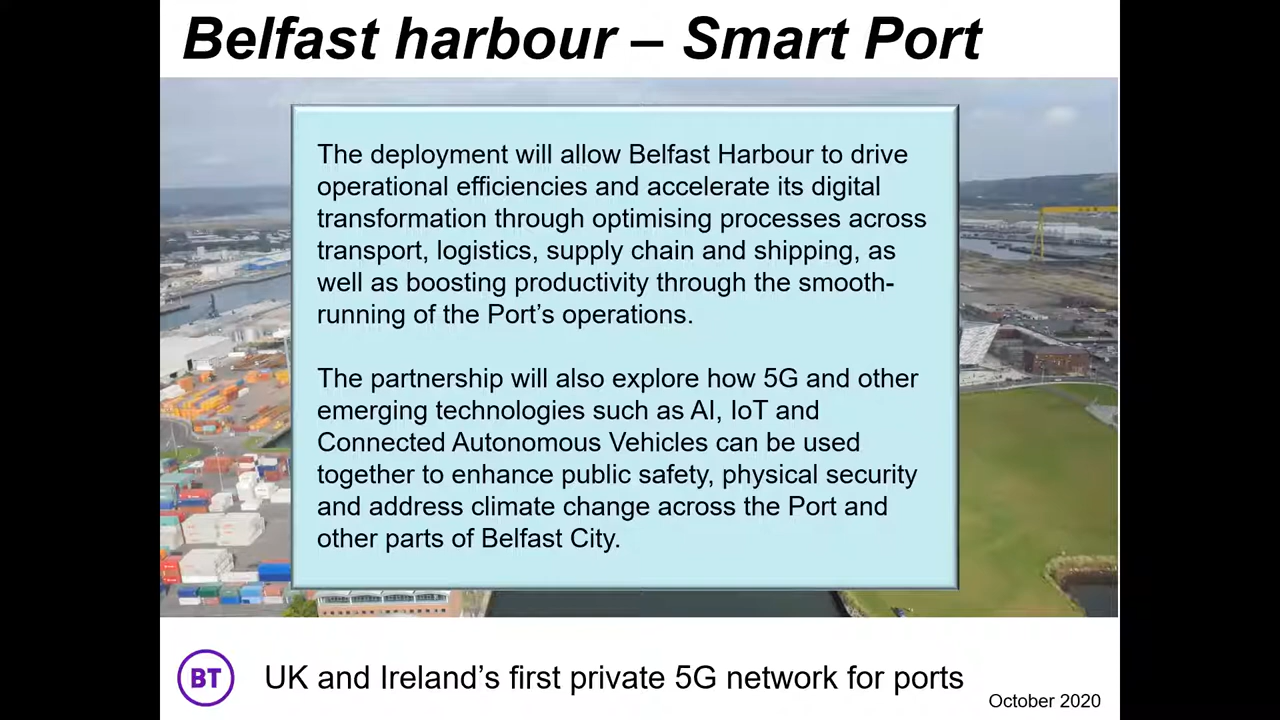 Belfast harbour – Smart Port
The deployment will allow Belfast Harbour to drive
operational efficiencies and accelerate its digital
transformation through optimising processes across
transport, logistics, supply chain and shipping, as
well as boosting productivity through the smooth-
running of the Port’s operations.
The partnership will also explore how 5G and other
emerging technologies such as AI, IoT and
Connected Autonomous Vehicles can be used
together to enhance public safety, physical security
and address climate change across the Port and
other parts of Belfast City.
BT
UK and Ireland’s first private 5G network for ports
October 2020